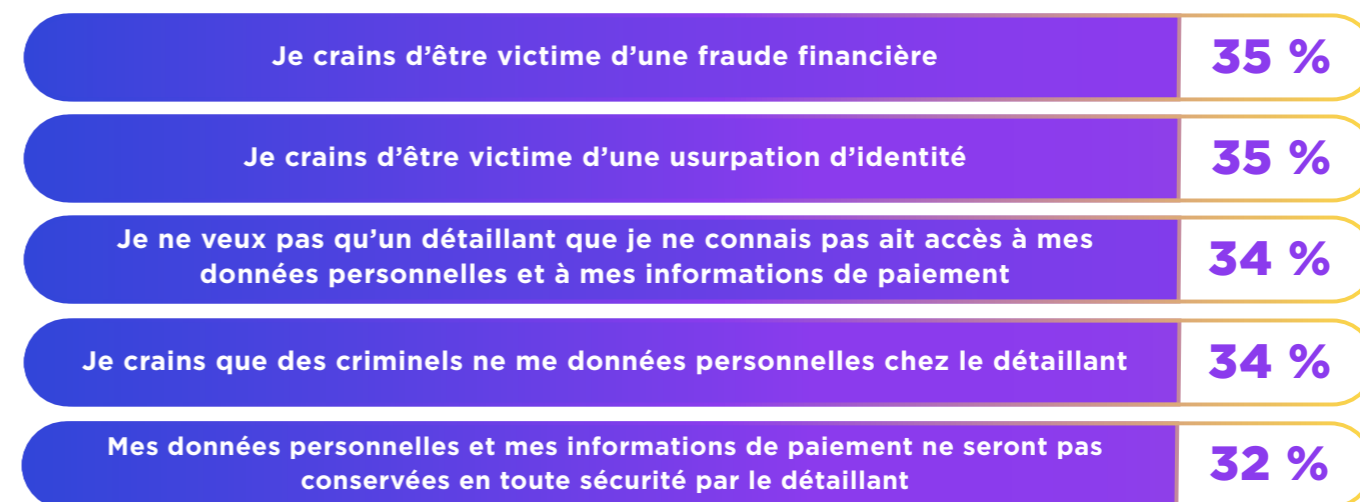 Je crains d’être victime d’une fraude financière
35 %
Je crains d’être victime d’une usurpation d’identité
35 %
Je ne veux pas qu’un détaillant que je ne connais pas ait accès à mes
données personnelles et à mes informations de paiement
34 %
Je crains que des criminels ne me données personnelles chez le détaillant
34 %
Mes données personnelles et mes informations de paiement ne seront pas
conservées en toute sécurité par le détaillant
32 %